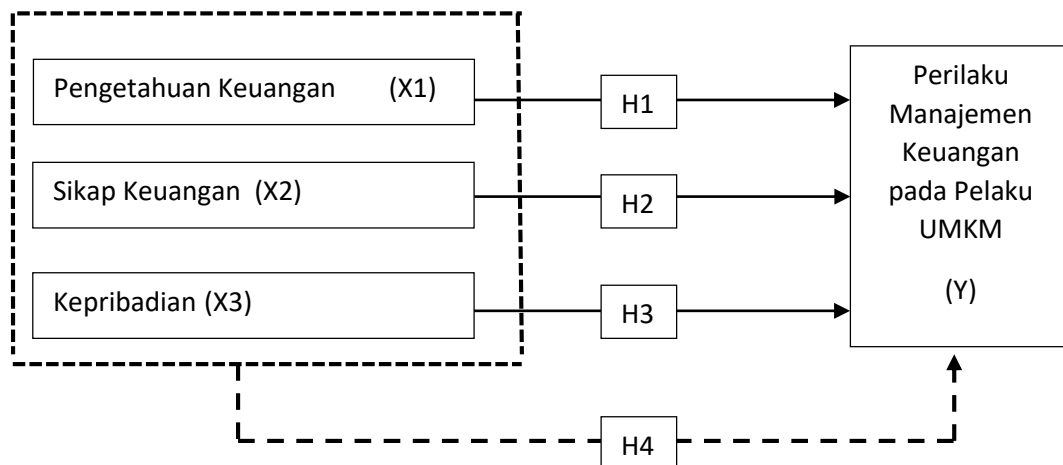 Pengetahuan Keuangan (X1)
H1
Sikap Keuangan (X2)
H2
Kepribadian (X3)
H3
Perilaku
Manajemen
Keuangan
pada Pelaku
UMKM
(Y)
H4